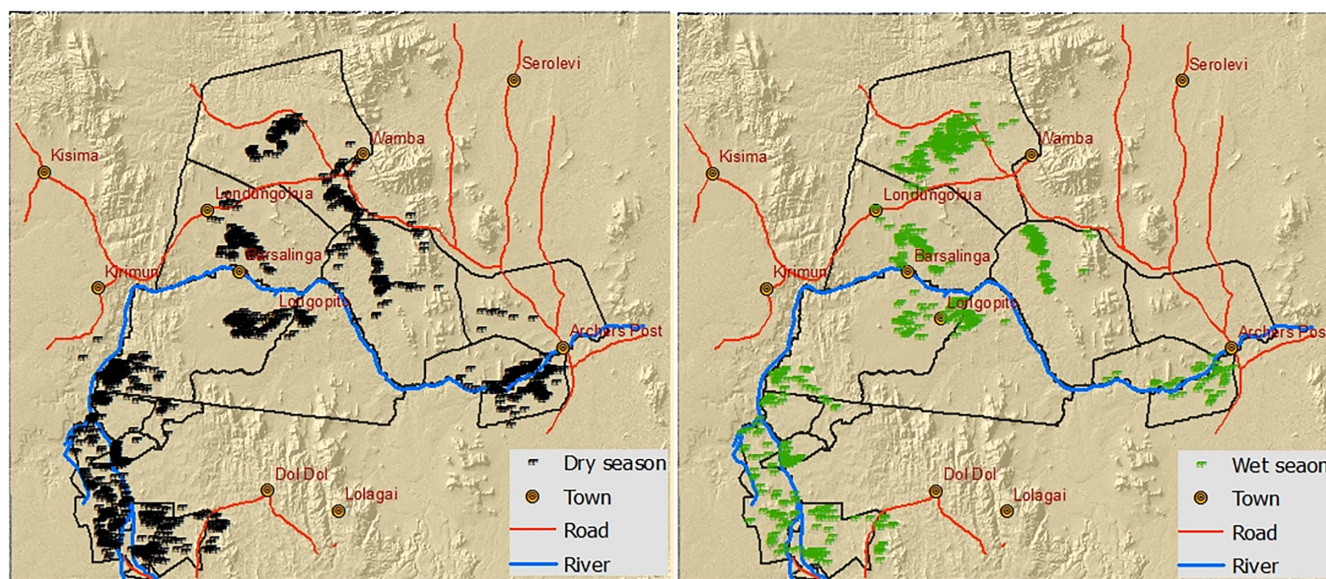 Serolevi
Wamba
Kisima
Londungokua
Barsalinga
Kirimun
Longopito
Archers Post
Dol Dol
Lolagai
Dry season
Town
Road
River
Serolevi
Wamba
Kisima
Londungokua
Barsalinga
Kirimun
Longopito
Archers Pos
Dol Dol
Lolagai
Wet seaon
Town
Road
River